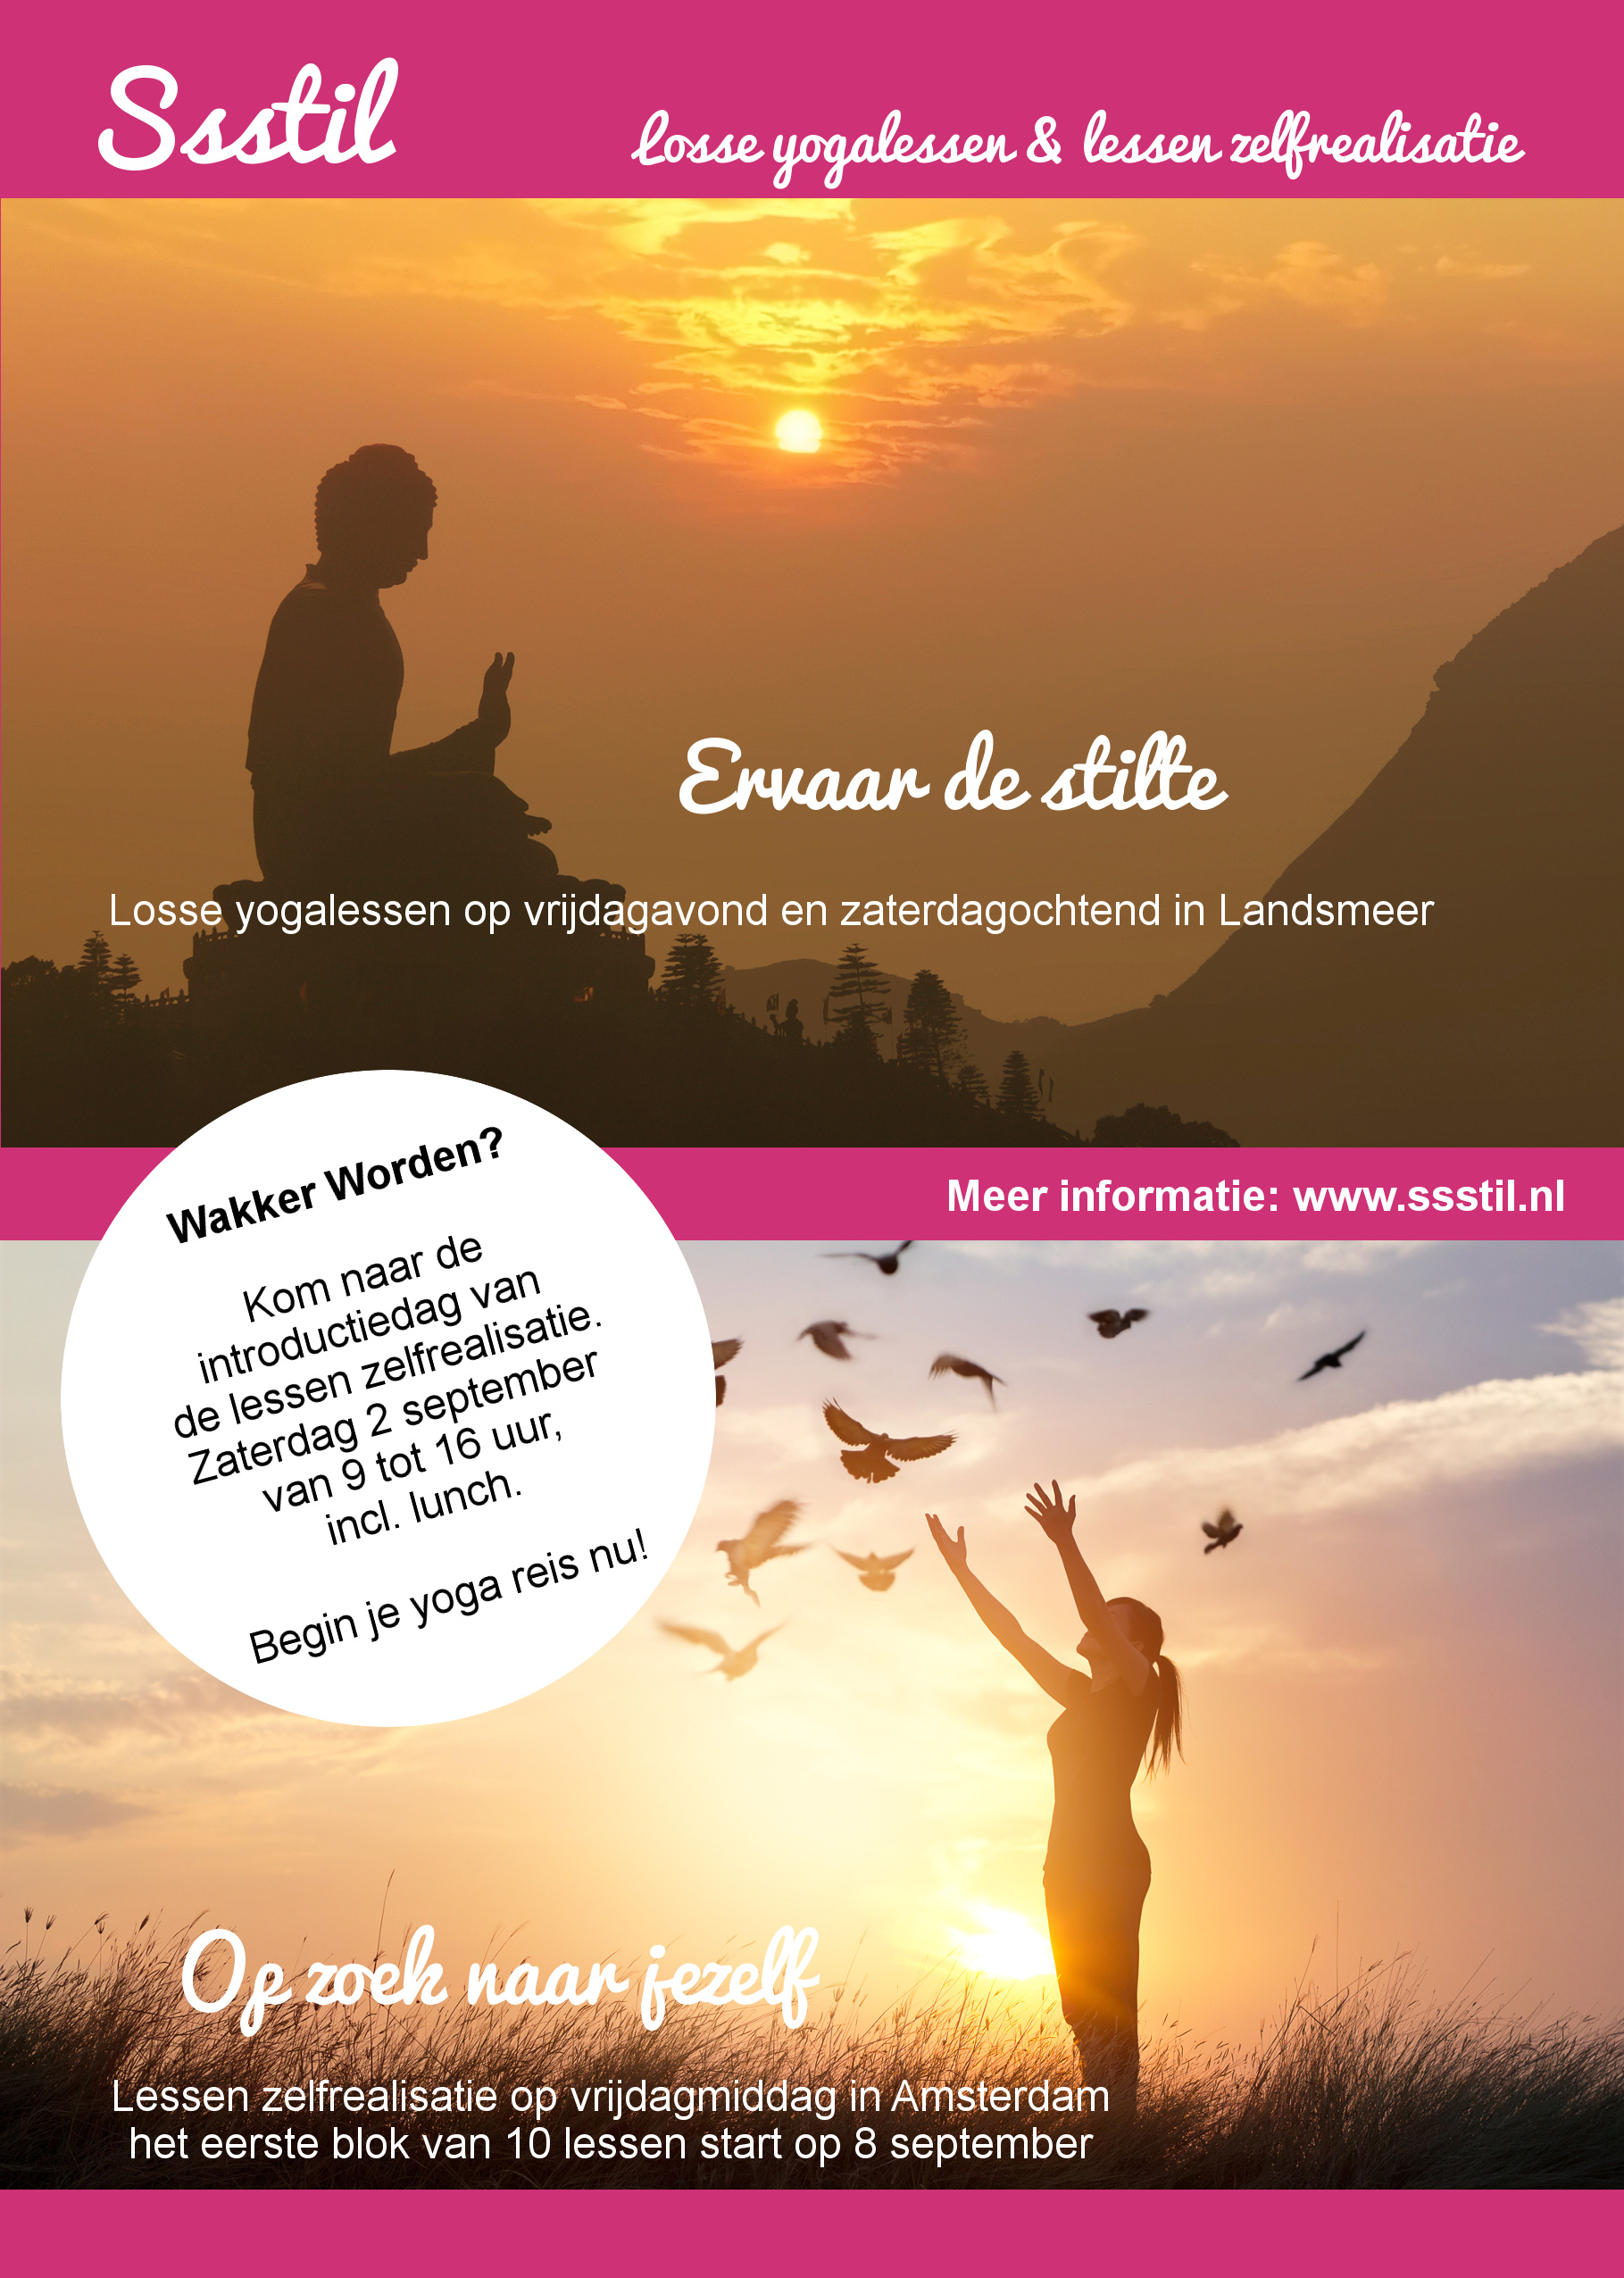 Ssstil
Losse yogalessen & lessen zelfrealisatie
Ervaar de stilte
Losse yogalessen op vrijdagavond en zaterdagochtend in Landsmeer
Meer informatie: www.ssstil.nl
Wakker Worden?
Kom naar de
introductiedag van
de lessen zelfrealisatie.
Zaterdag 2 september
van 9 tot 16 uur,
incl. lunch.
Begin je yoga reis nu!
Op zoek naar jezelf
Lessen zelfrealisatie op vrijdagmiddag in Amsterdam
het eerste blok van 10 lessen start op 8 september